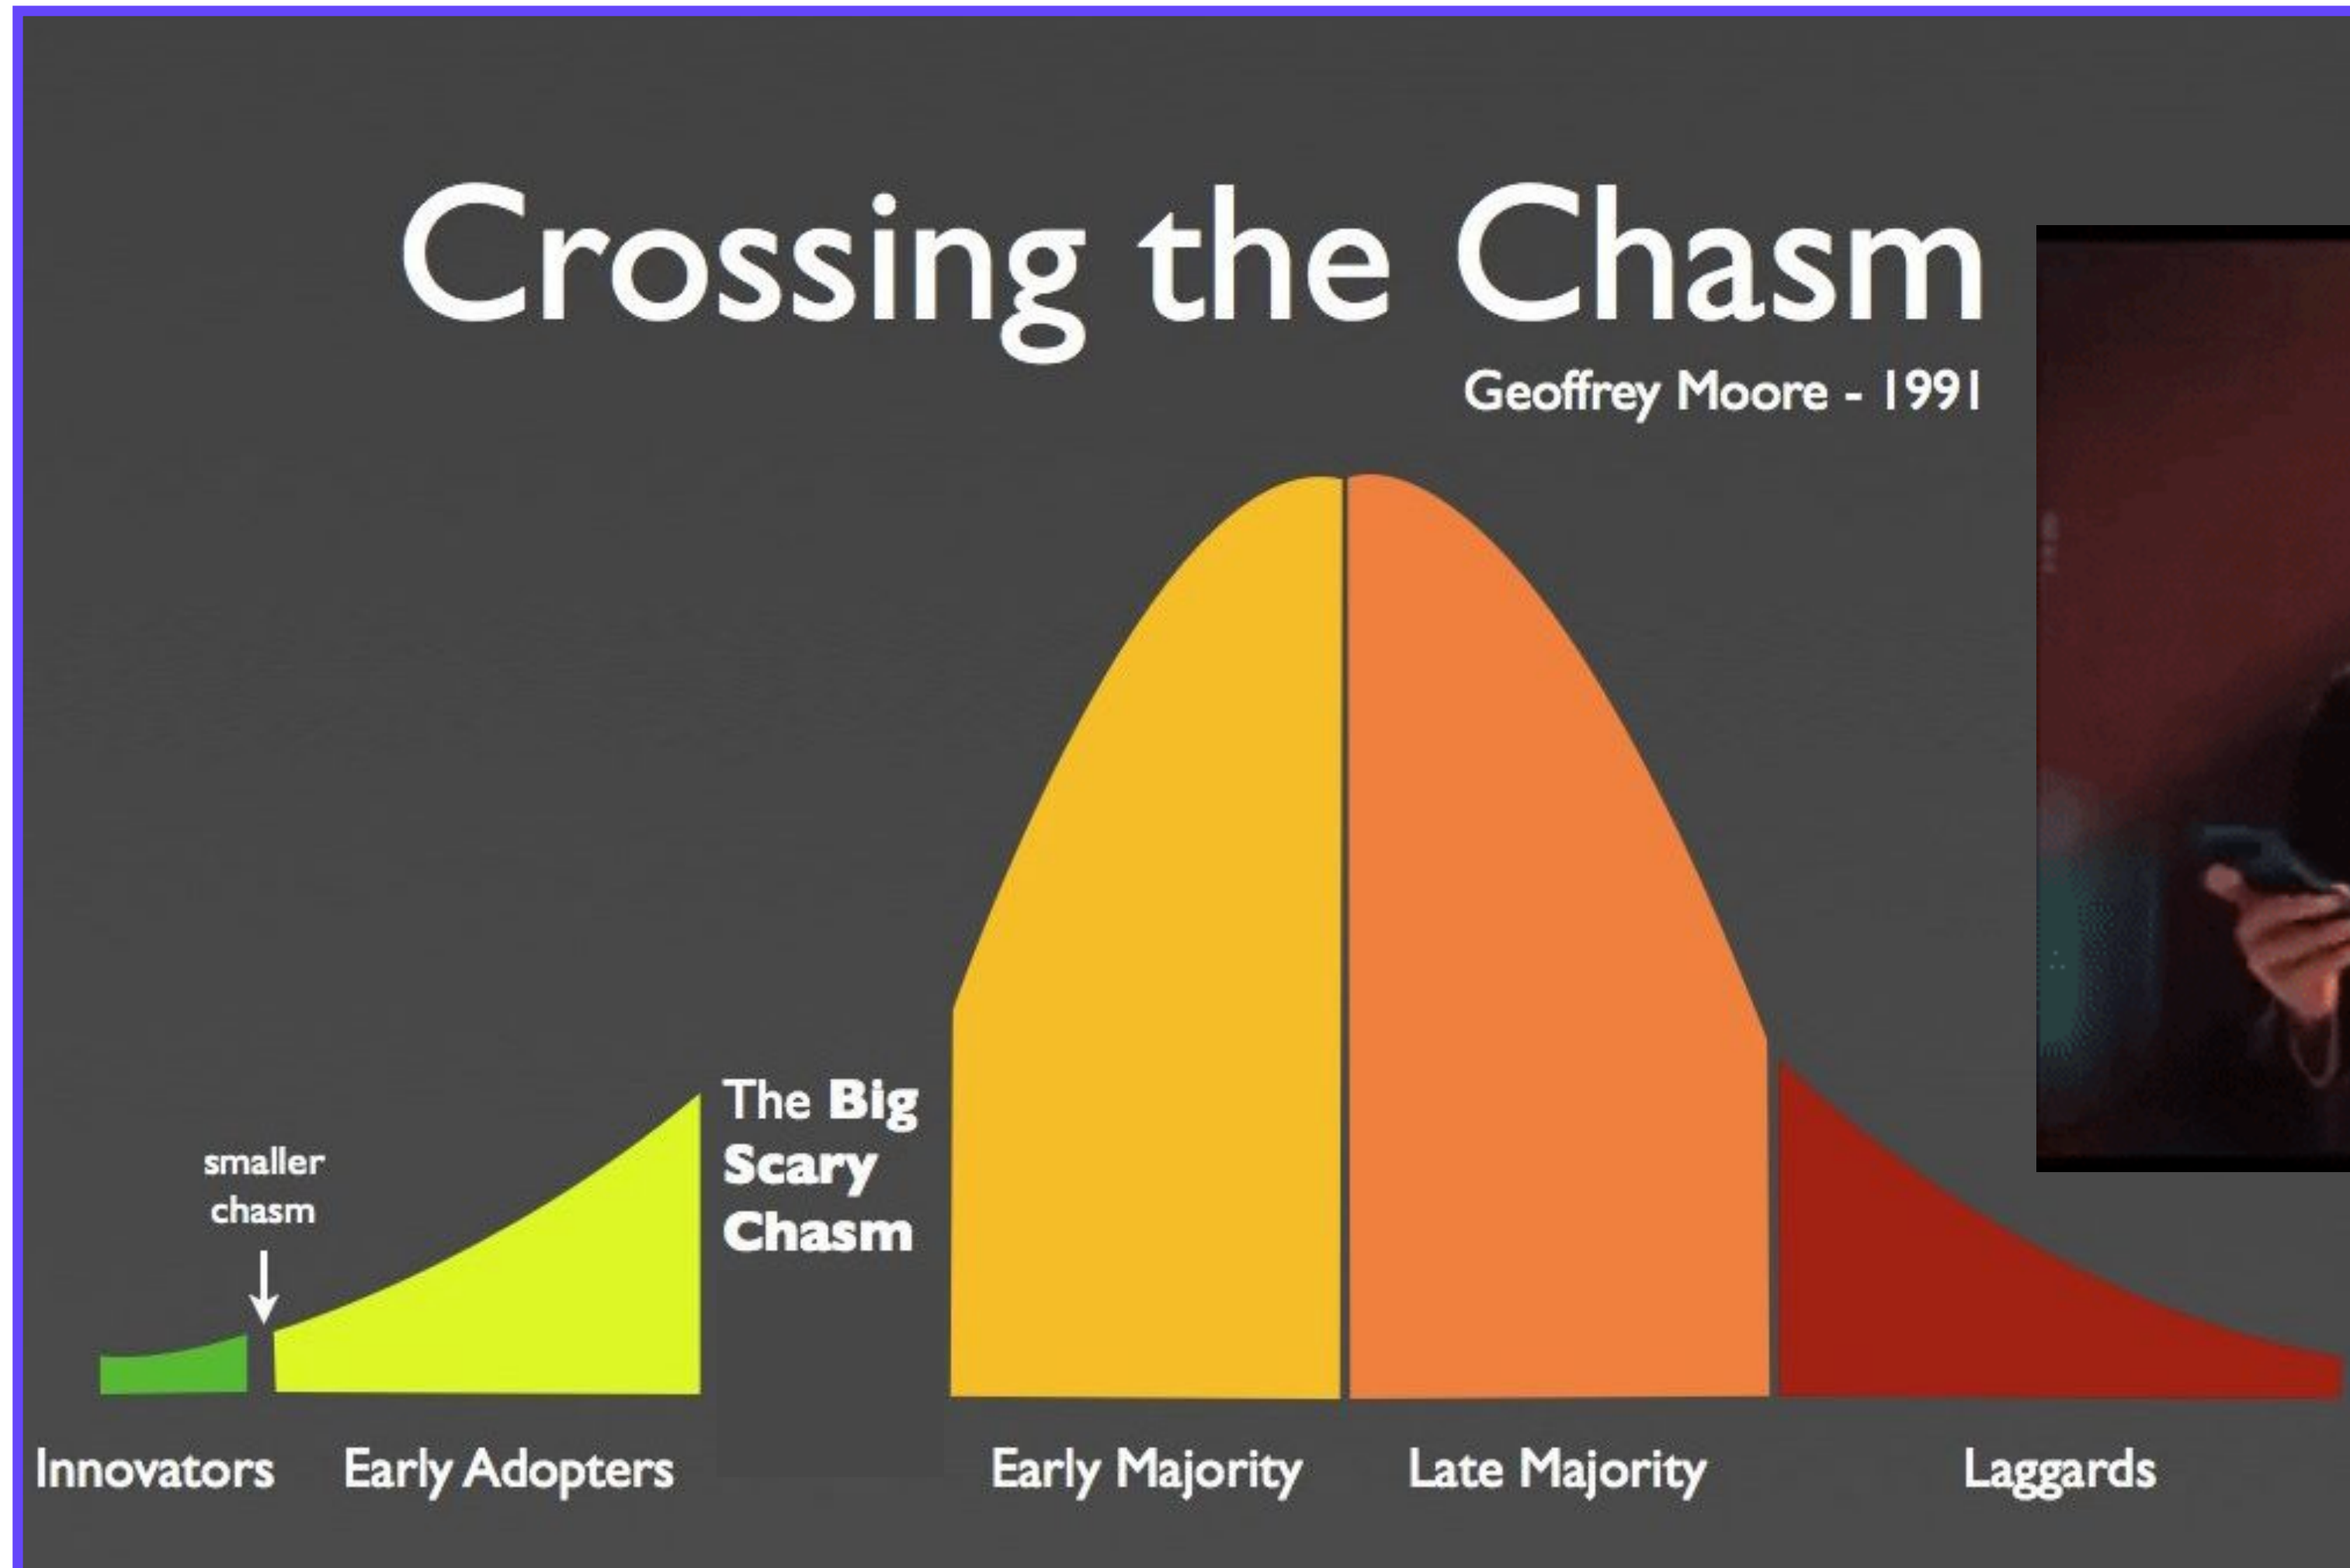 Crossing the Chasm
Geoffrey Moore - 1991
The Big
Scary
Chasm
smaller
chasm
Innovators
Early Adopters
Early Majority
Late Majority
Laggards